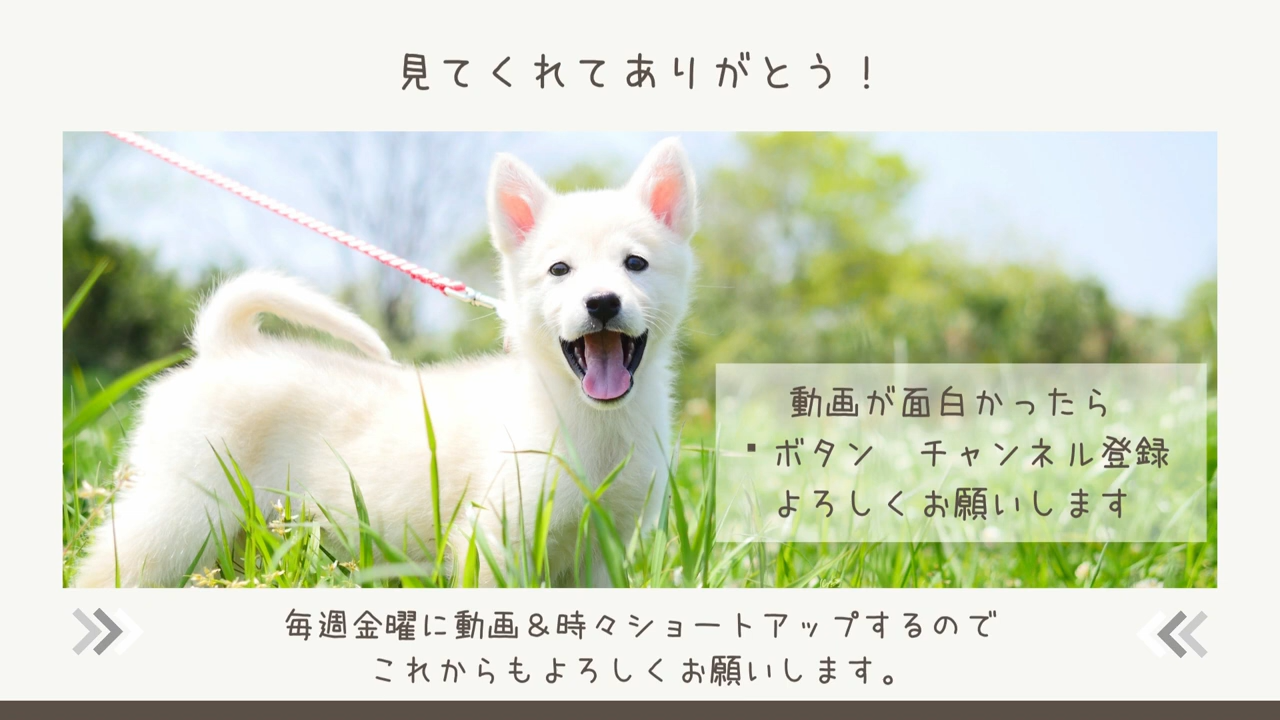 見てくれてありがとう！
動画が面白かったら
▪ボタン　チャンネル登録
よろしくお願いします
毎週金曜に動画＆時々ショートアップするので
これからもよろしくお願いします。